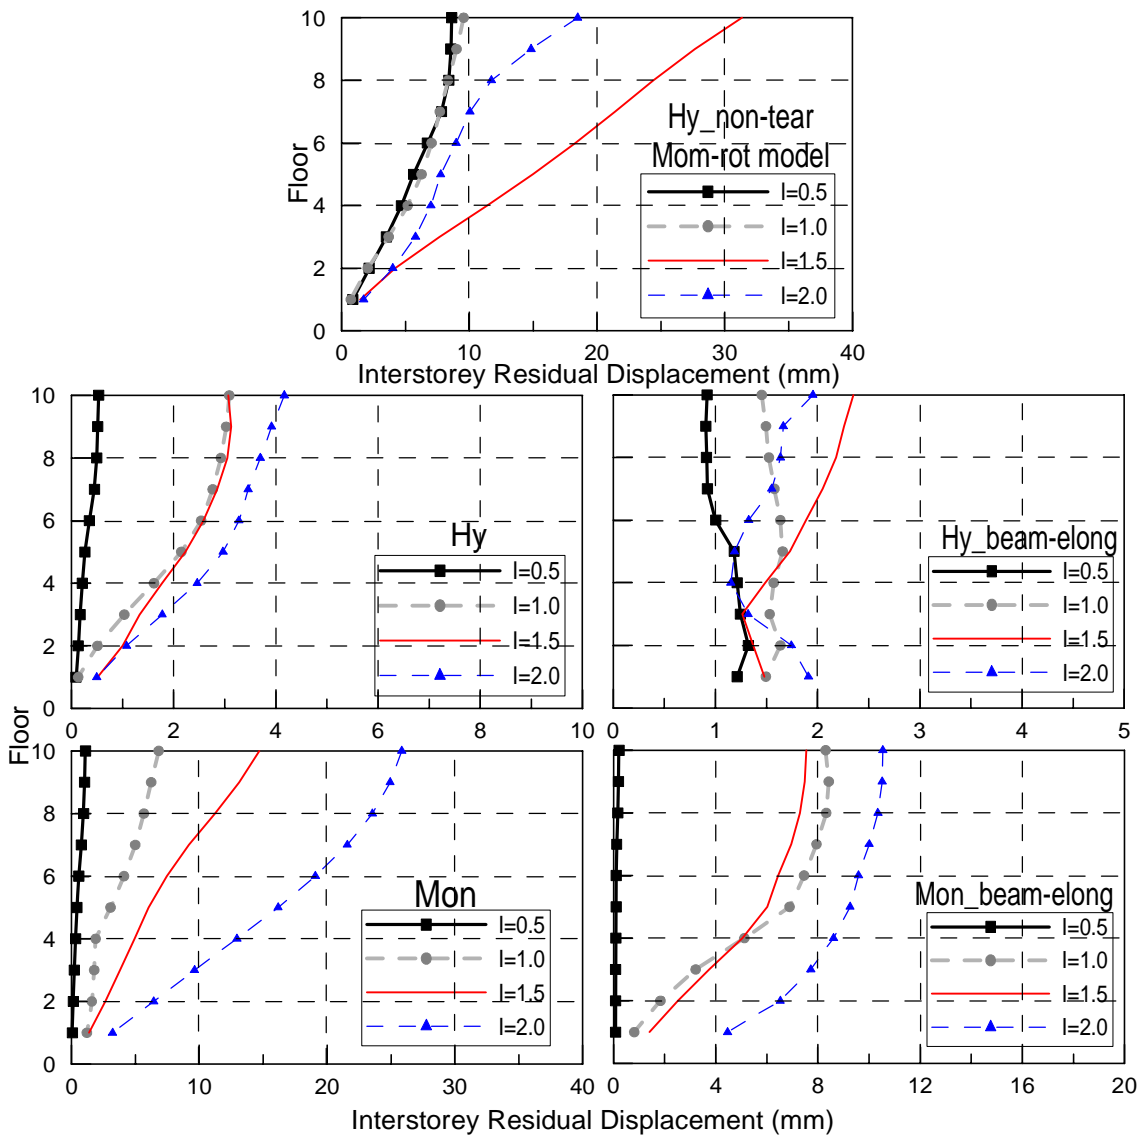 10
8
6
4
2
0
Floor
Hy_non-tear
Mom-rot model
I=0.5
I=1.0
I=1.5
I=2.0
0 10 20 30 40
Interstorey Residual Displacement (mm)
10
8
6
4
2
0
Hy
I=0.5
I=1.0
I=1.5
I=2.0
0 2 4 6 8 10
Hy_beam-elong
I=0.5
I=1.0
I=1.5
I=2.0
0 1 2 3 4 5
Floor
10
8
6
4
2
0
Mon
I=0.5
I=1.0
I=1.5
I=2.0
0 10 20 30 40
Mon_beam-elong
I=0.5
I=1.0
I=1.5
I=2.0
0 4 8 12 16 20
Interstorey Residual Displacement (mm)